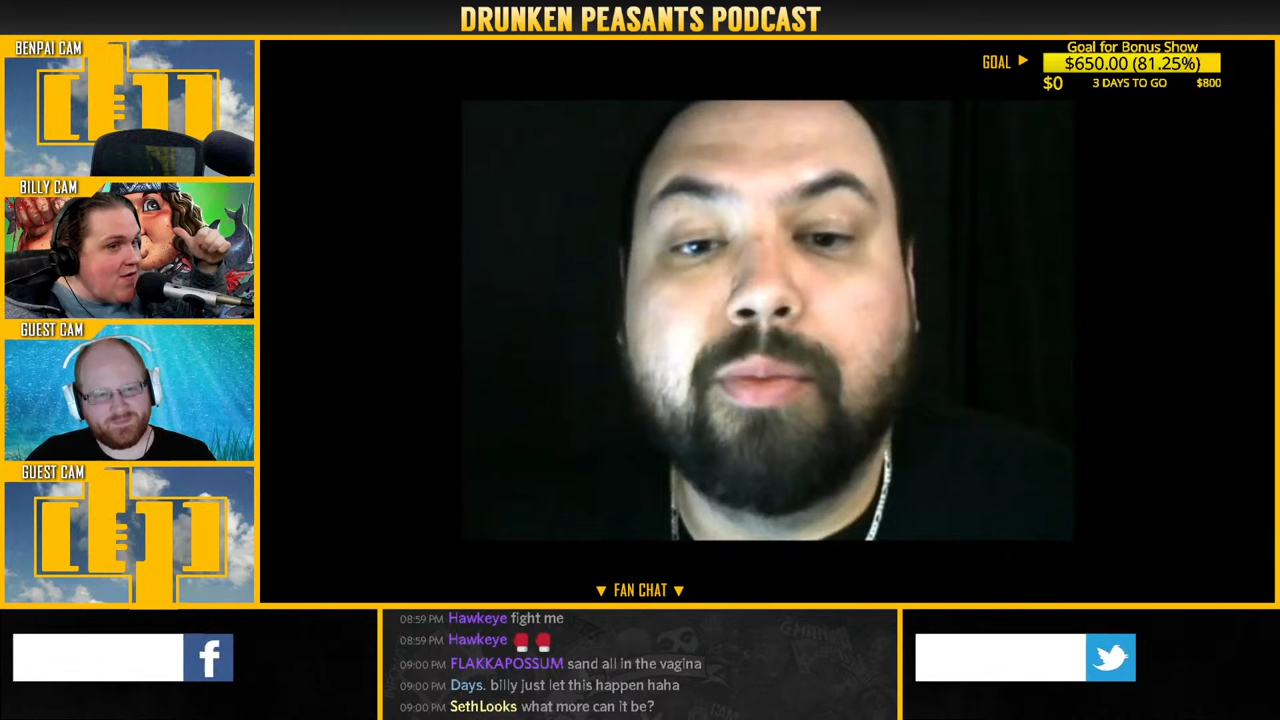 DRUNKEN PEASANTS PODCAST
BENPAI CAM
BILLY CAM
GUEST CAM
GUEST CAM
GOAL ▶
Goal for Bonus Show
$650.00 (81.25%)
$0 3 DAYS TO GO $800
▼ FAN CHAT ▼
08:59 PM Hawkeye fight me
08:59 PM Hawkeye
09:00 PM FLAKKAPOSSUM sand all in the vagina
09:00 PM Days. billy just let this happen haha
09:00 PM SethLooks what more can it be?